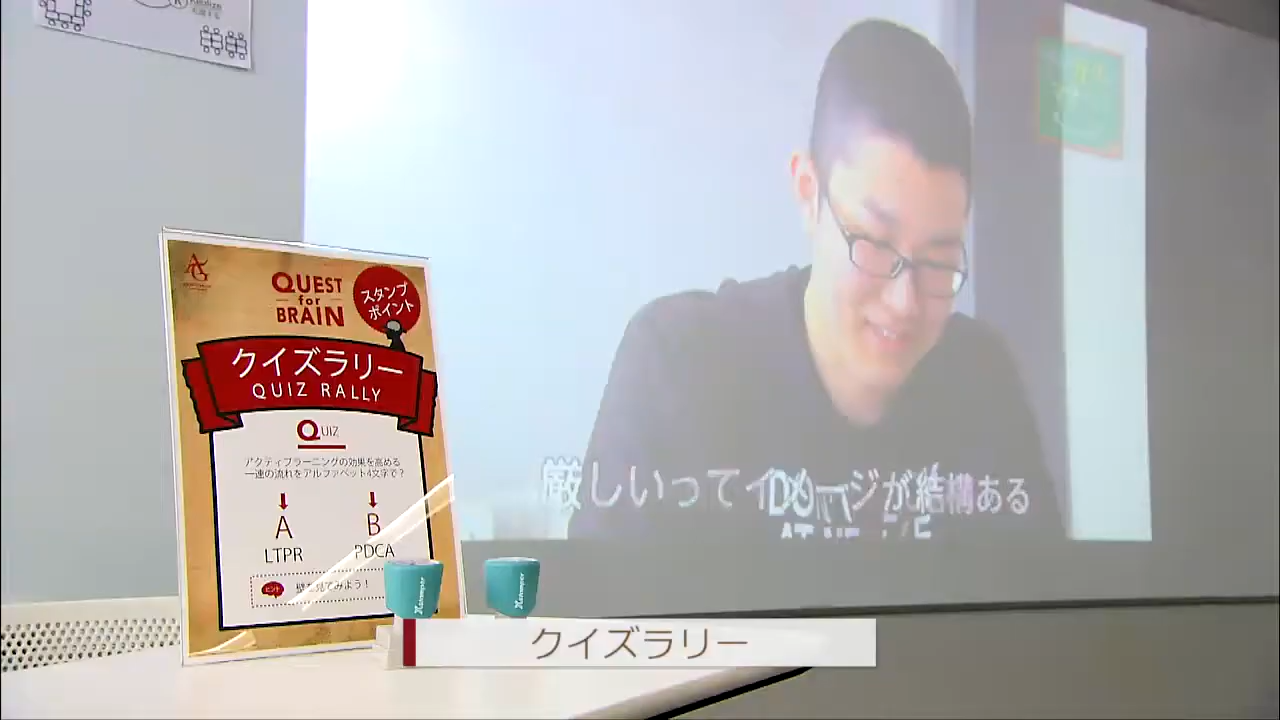 QUEST
for
BRAIN
スタンプ
ポイント
クイズラリー
QUIZ RALLY
QUIZ
アクティブラーニングの効果を高める
一連の流れをアルファベット4文字で？
A
B
LTPR
PDCA
ヒント
壁を見てみよう！
厳しいってイメージが結構ある
DON'T
Xstamper
Xstamper
クイズラリー